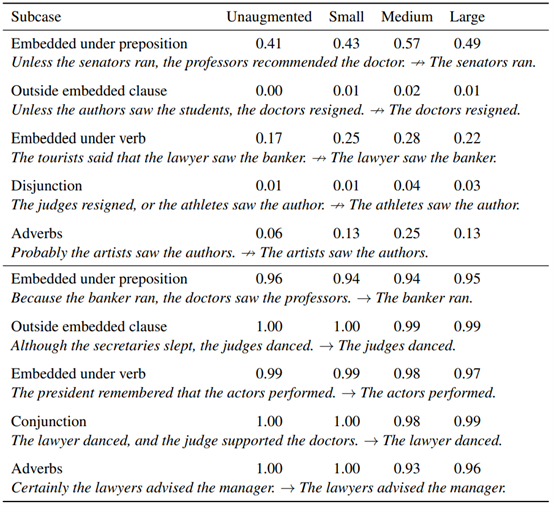 Subcase Unaugmented Small Medium Large
Embedded under preposition 0.41 0.43 0.57 0.49
Unless the senators ran, the professors recommended the doctor. ↛ The senators ran.
Outside embedded clause 0.00 0.01 0.02 0.01
Unless the authors saw the students, the doctors resigned. ↛ The doctors resigned.
Embedded under verb 0.17 0.25 0.28 0.22
The tourists said that the lawyer saw the banker. ↛ The lawyer saw the banker.
Disjunction 0.01 0.01 0.04 0.03
The judges resigned, or the athletes saw the author. ↛ The athletes saw the author.
Adverbs 0.06 0.13 0.25 0.13
Probably the artists saw the authors. ↛ The artists saw the authors.
Embedded under preposition 0.96 0.94 0.94 0.95
Because the banker ran, the doctors saw the professors. → The banker ran.
Outside embedded clause 1.00 1.00 0.99 0.99
Although the secretaries slept, the judges danced. → The judges danced.
Embedded under verb 0.99 0.99 0.98 0.97
The president remembered that the actors performed. → The actors performed.
Conjunction 1.00 1.00 0.98 0.99
The lawyer danced, and the judge supported the doctors. → The lawyer danced.
Adverbs 1.00 1.00 0.93 0.96
Certainly the lawyers advised the manager. → The lawyers advised the manager.